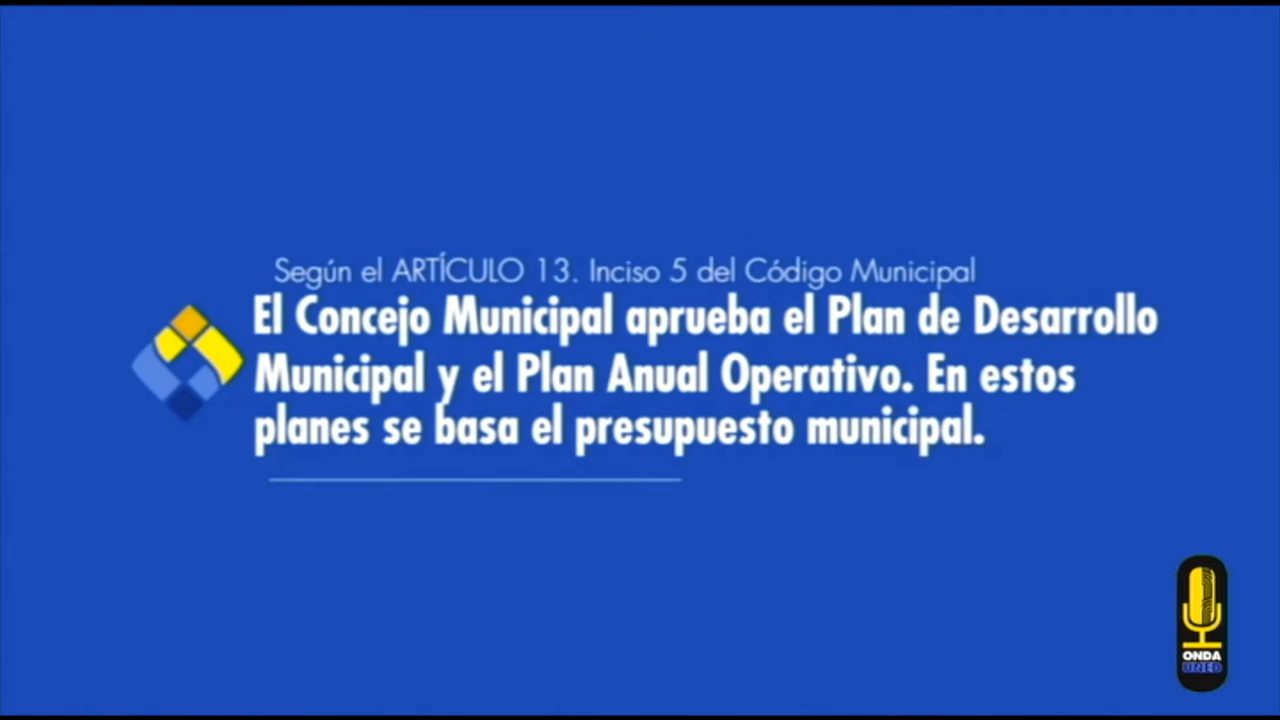 Según el ARTÍCULO 13. Inciso 5 del Código Municipal
El Concejo Municipal aprueba el Plan de Desarrollo
Municipal y el Plan Anual Operativo. En estos
planes se basa el presupuesto municipal.
ONDA
UNED